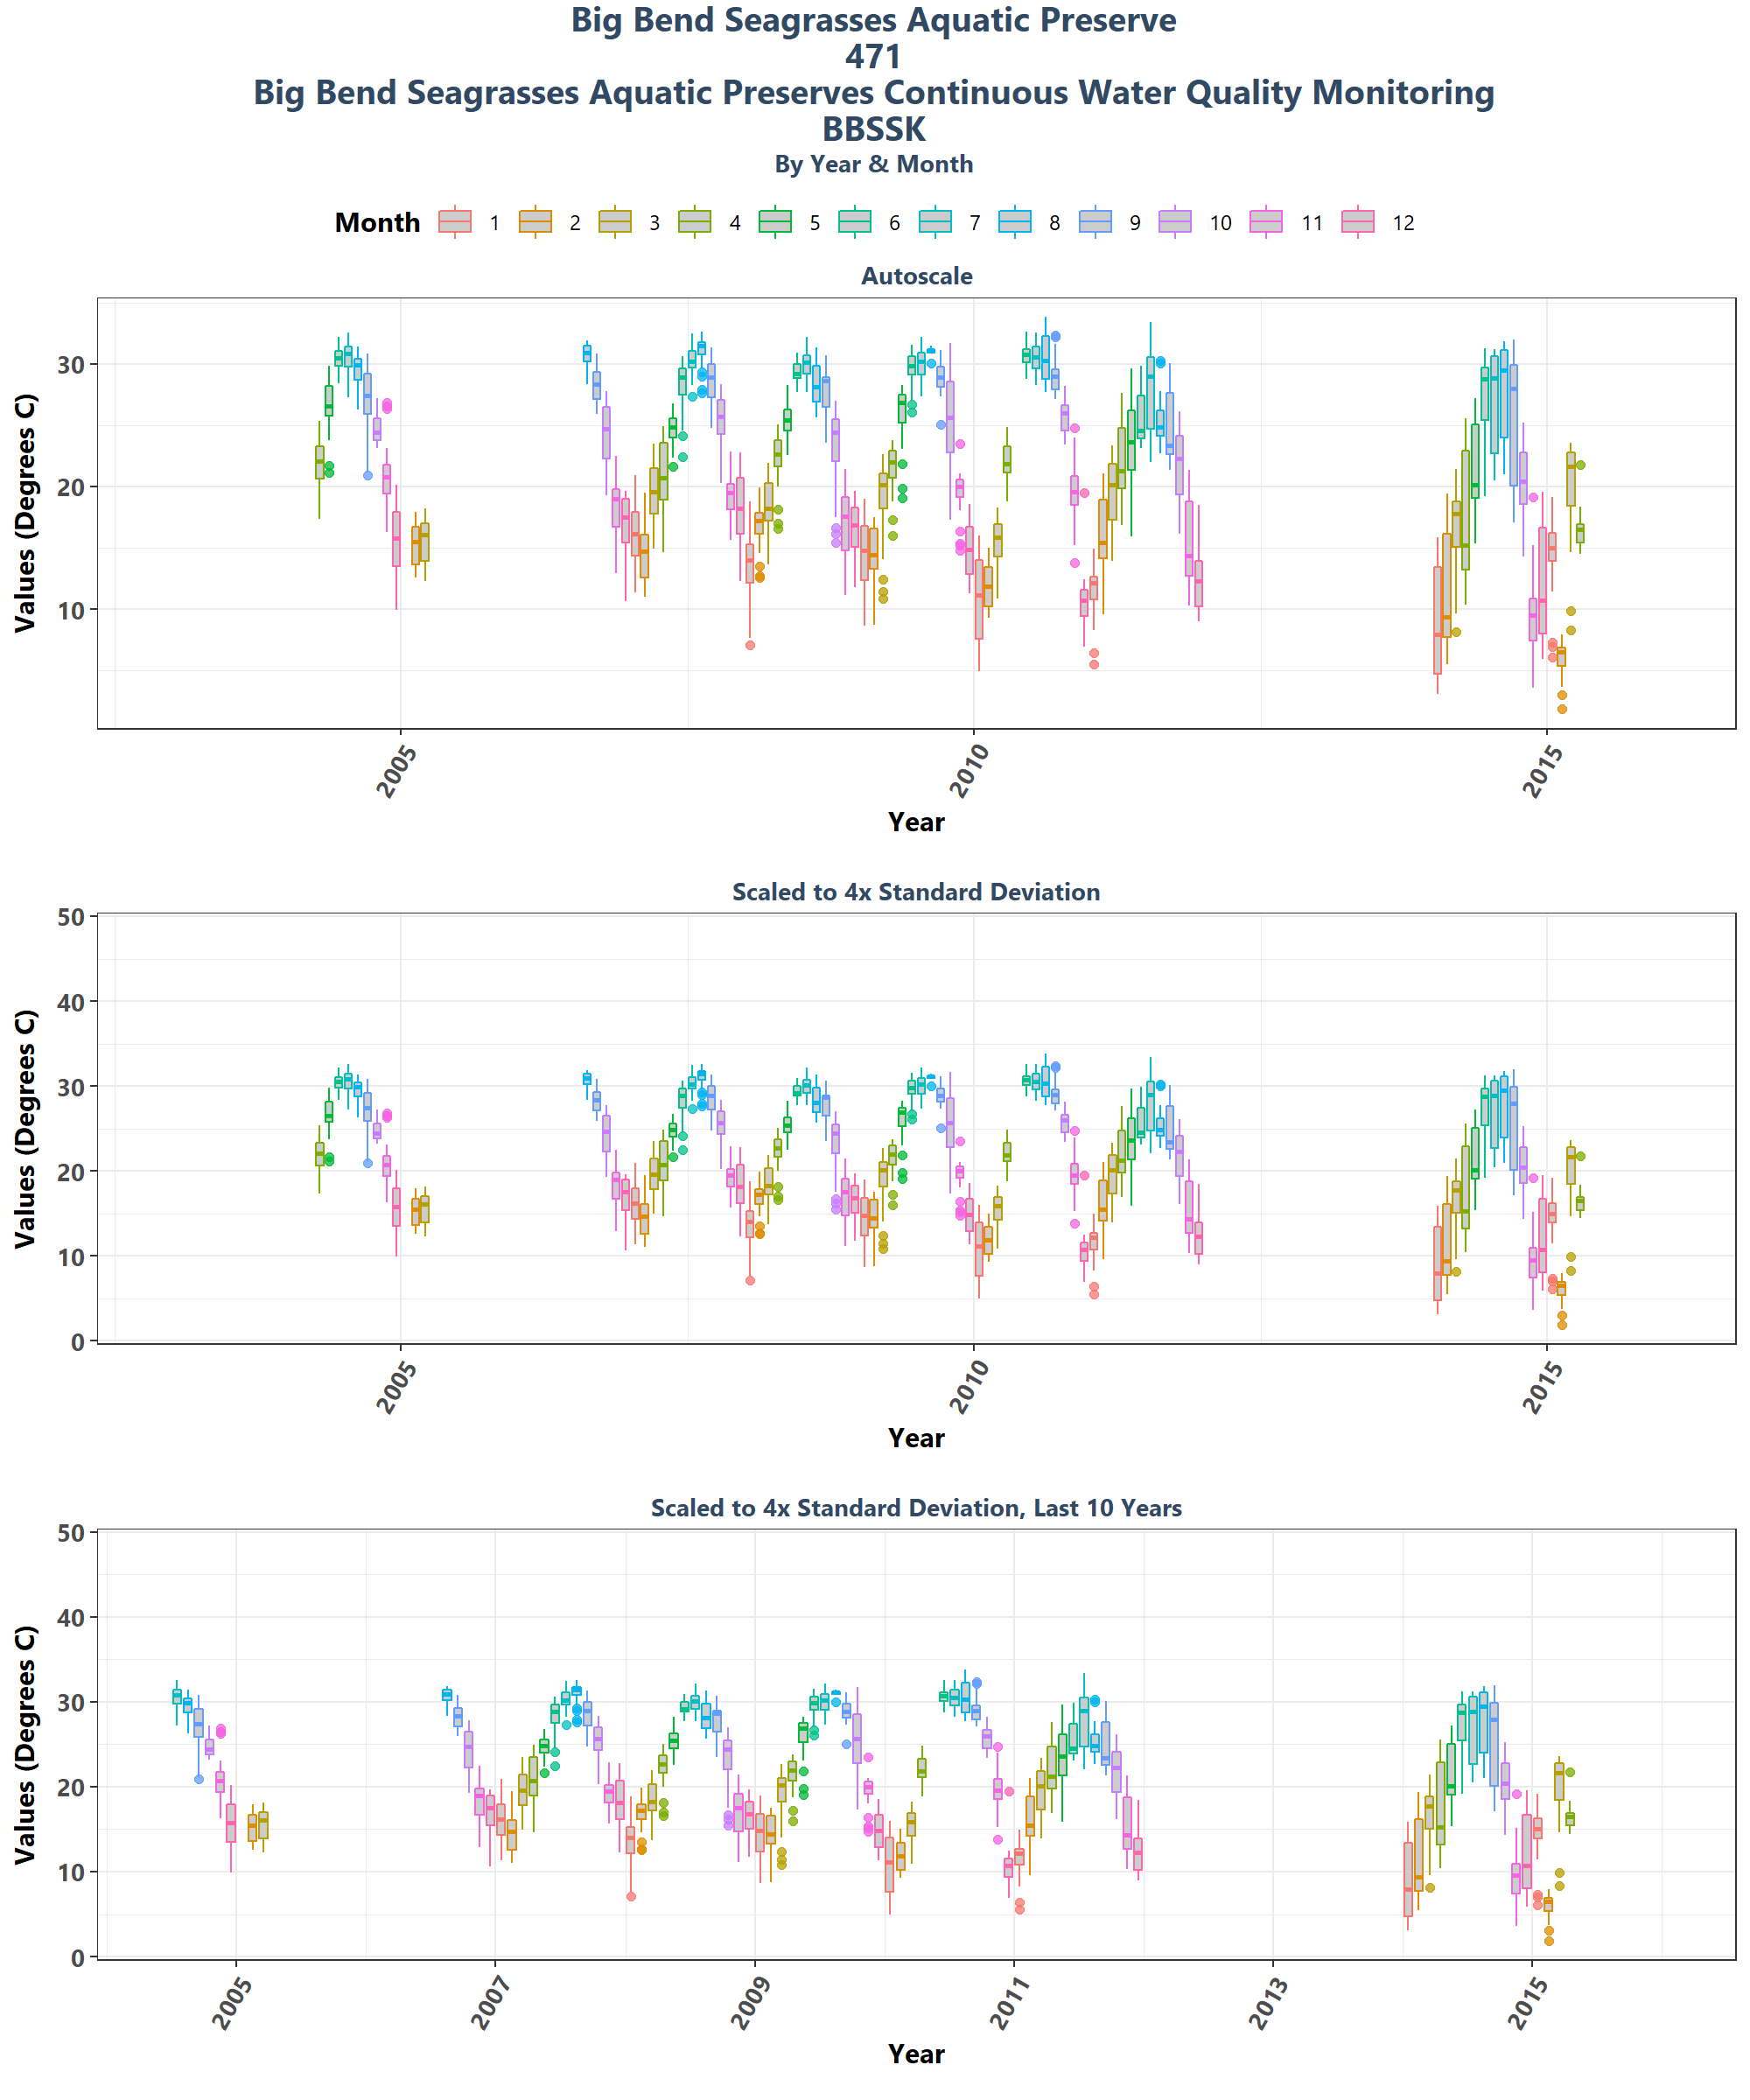 Big Bend Seagrasses Aquatic Preserve
471
Big Bend Seagrasses Aquatic Preserves Continuous Water Quality Monitoring
BBSSK
By Year & Month
Month 1 2 3 4 5 6 7 8 9 10 11 12
Autoscale
Values (Degrees C)
30
20
10
2005 2010 2015
Year
Scaled to 4x Standard Deviation
Values (Degrees C)
50
40
30
20
10
0
2005 2010 2015
Year
Scaled to 4x Standard Deviation, Last 10 Years
Values (Degrees C)
50
40
30
20
10
0
2005 2007 2009 2011 2013 2015
Year